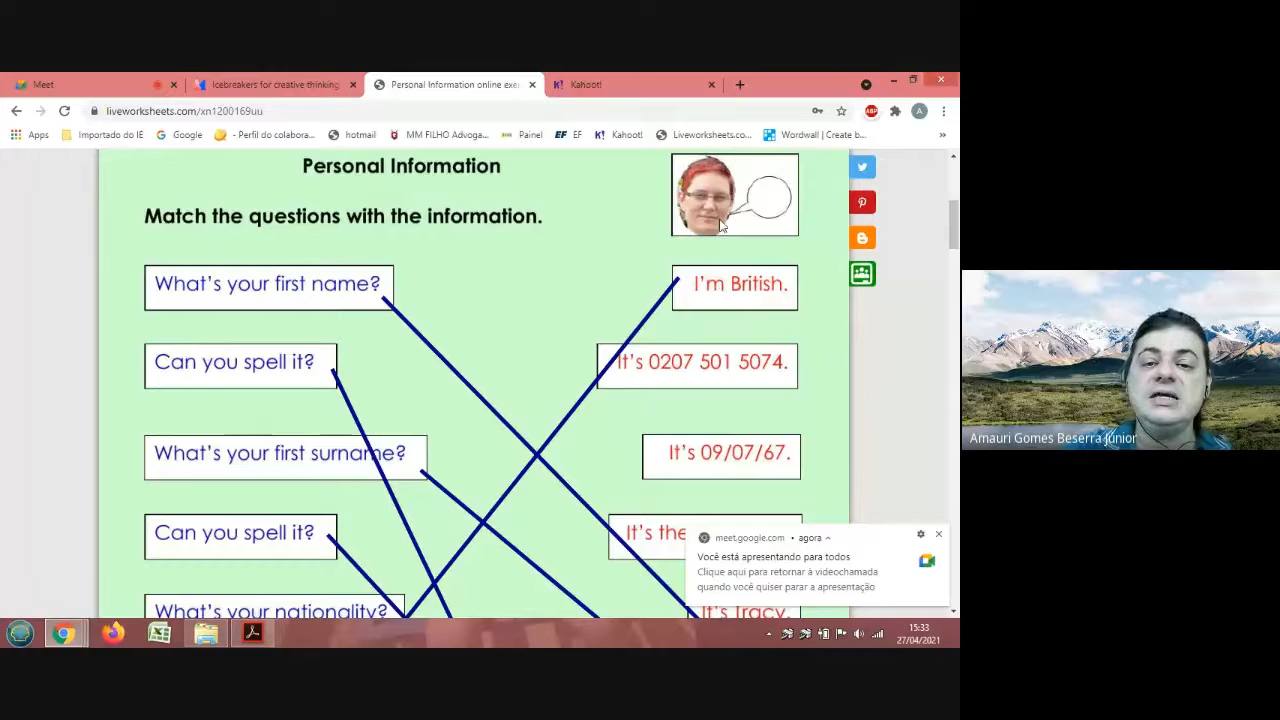 Meet
Icebreakers for creative thinking
Personal Information online exe
Kahoot!
liveworksheets.com/xn1200169uu
A
Apps
Importado do IE
Google
- Perfil do colabora...
hotmail
MM FILHO Advoga...
Painel
EF EF
Kahoot!
Liveworksheets.co...
Wordwall | Create b...
Personal Information
Match the questions with the information.
What's your first name?
I'm British.
Can you spell it?
It's 0207 501 5074.
What's your first surname?
It's 09/07/67.
Can you spell it?
It's the
What's your nationality?
It's Tracy.
meet.google.com • agora
Você está apresentando para todos
Clique aqui para retornar à videochamada
quando você quiser parar a apresentação
15:33
27/04/2021
Amauri Gomes Beserra Júnior